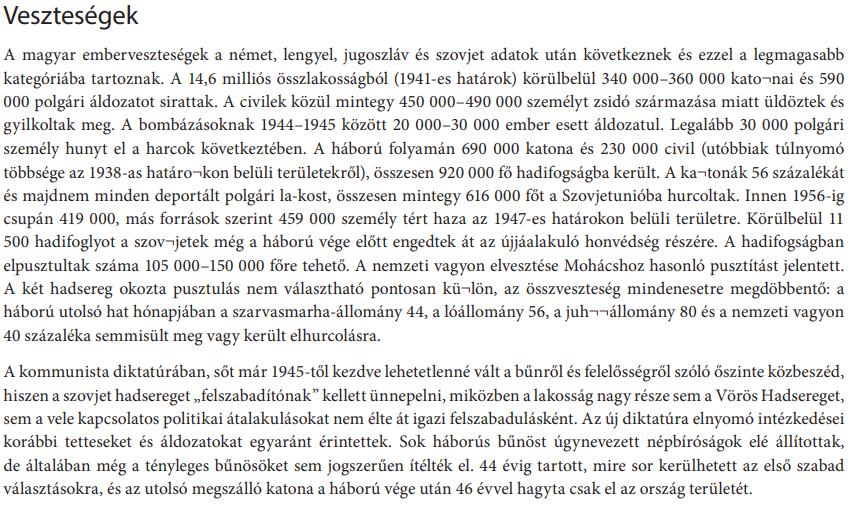 Veszteségek
A magyar emberveszteségek a német, lengyel, jugoszláv és szovjet adatok után következnek és ezzel a legmagasabb
kategóriába tartoznak. A 14,6 milliós összlakosságból (1941-es határok) körülbelül 340 000–360 000 kato¬nai és 590
000 polgári áldozatot sirattak. A civilek közül mintegy 450 000–490 000 személyt zsidó származása miatt üldöztek és
gyilkoltak meg. A bombázásoknak 1944–1945 között 20 000–30 000 ember esett áldozatul. Legalább 30 000 polgári
személy hunyt el a harcok következtében. A háború folyamán 690 000 katona és 230 000 civil (utóbbiak túlnyomó
többsége az 1938-as határo¬kon belüli területekről), összesen 920 000 fő hadifogságba került. A ka¬tonák 56 százalékát
és majdnem minden deportált polgári la-kost, összesen mintegy 616 000 főt a Szovjetunióba hurcoltak. Innen 1956-ig
csupán 419 000, más források szerint 459 000 személy tért haza az 1947-es határokon belüli területre. Körülbelül 11
500 hadifoglyot a szov¬jetek még a háború vége előtt engedtek át az újjáalakuló honvédség részére. A hadifogságban
elpusztultak száma 105 000–150 000 főre tehető. A nemzeti vagyon elvesztése Mohácshoz hasonló pusztítást jelentett.
A két hadsereg okozta pusztulás nem választható pontosan kü¬lön, az összveszteség mindenesetre megdöbbentő: a
háború utolsó hat hónapjában a szarvasmarha-állomány 44, a lóállomány 56, a juh¬¬állomány 80 és a nemzeti vagyon
40 százaléka semmisült meg vagy került elhurcolásra.
A kommunista diktatúrában, sőt már 1945-től kezdve lehetetlenné vált a bűnről és felelősségről szóló őszinte közbeszéd,
hiszen a szovjet hadsereget „felszabadítónak” kellett ünnepelni, miközben a lakosság nagy része sem a Vörös Hadsereget,
sem a vele kapcsolatos politikai átalakulásokat nem élte át igazi felszabadulásként. Az új diktatúra elnyomó intézkedései
korábbi tetteseket és áldozatokat egyaránt érintettek. Sok háborús bűnöst úgynevezett népbíróságok elé állítottak,
de általában még a tényleges bűnösöket sem jogszerűen ítélték el. 44 évig tartott, mire sor kerülhetett az első szabad
választásokra, és az utolsó megszálló katona a háború vége után 46 évvel hagyta csak el az ország területét.